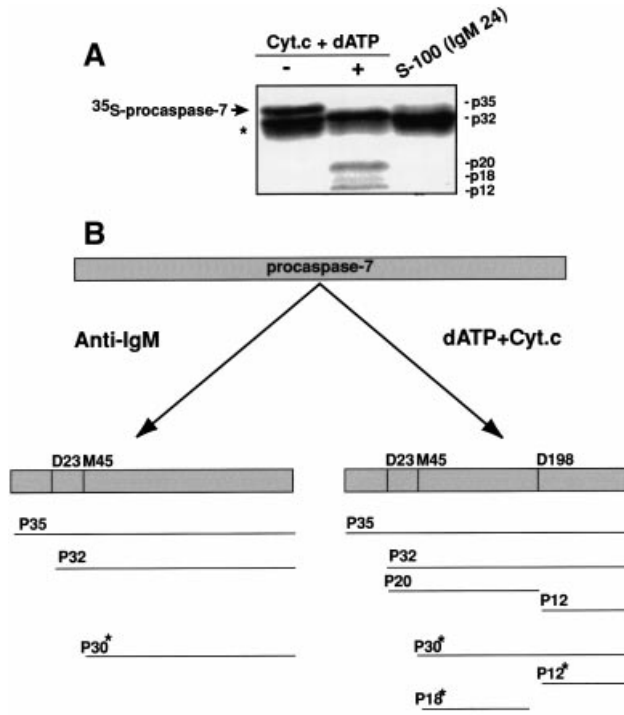 A
Cyt.c + dATP
- +
S-100 (IgM 24)
35S-procaspase-7
*
-p35
-p32
-p20
-p18
-p12
B
procaspase-7
Anti-IgM
dATP+Cyt.c
D23 M45
D23 M45 D198
P35
P32
P30*
P35
P32
P20
P12
P30*
P12*
P18*